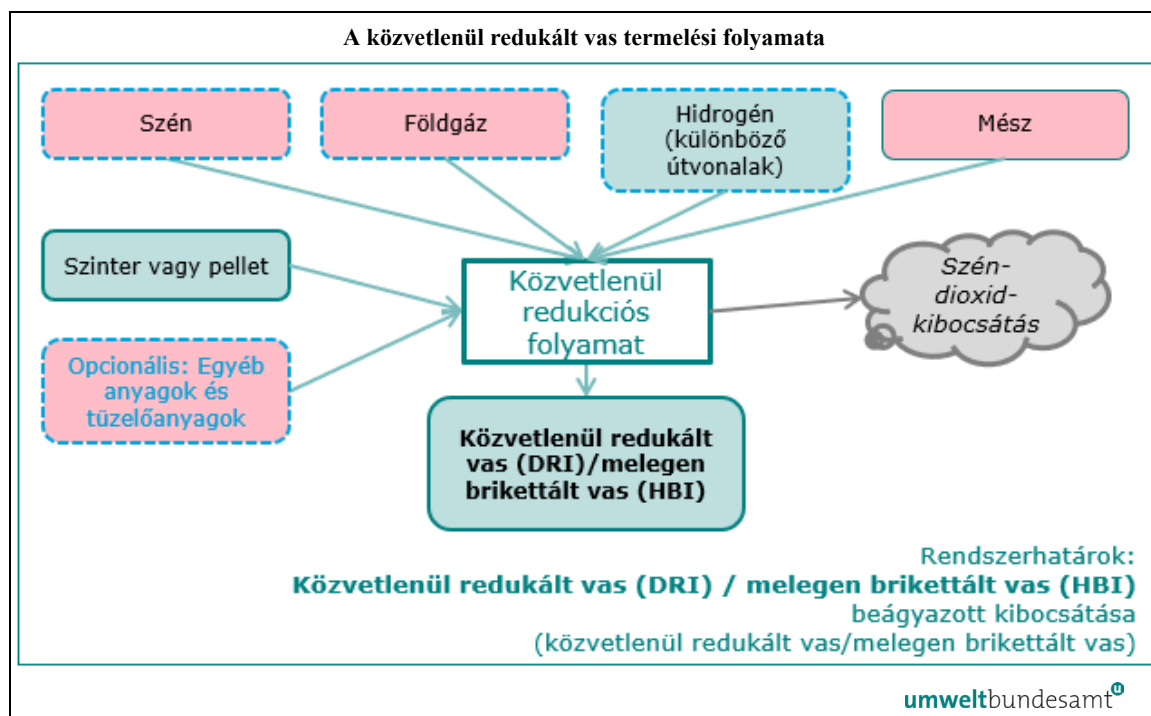 A közvetlenül redukált vas termelési folyamata
Szén
Földgáz
Hidrogén
(különböző
útvonalak)
Mész
Szinter vagy pellet
Opcionális: Egyéb
anyagok és
tüzelőanyagok
Közvetlenül
redukciós
folyamat
Szén-
dioxid-
kibocsátás
Közvetlenül redukált
vas (DRI)/melegen
brikettált vas (HBI)
Rendszerhatárok:
Közvetlenül redukált vas (DRI) / melegen brikettált vas (HBI)
beágyazott kibocsátása
(közvetlenül redukált vas/melegen brikettált vas)
umweltbundesamt u